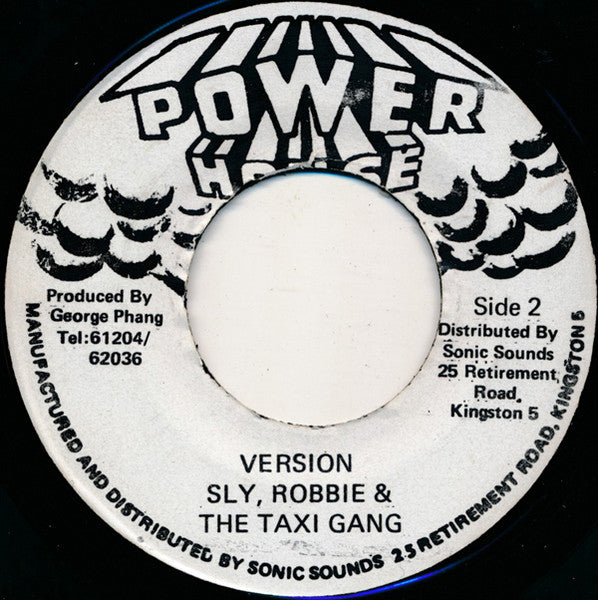 POWER
HOUSE
Produced By
George Phang
Tel:61204/
62036
Side 2
Distributed By
Sonic Sounds
25 Retirement
Road,
Kingston 5
VERSION
SLY, ROBBIE &
THE TAXI GANG
MANUFACTURED AND DISTRIBUTED BY SONIC SOUNDS 25 RETIREMENT ROAD, KINGSTON 5